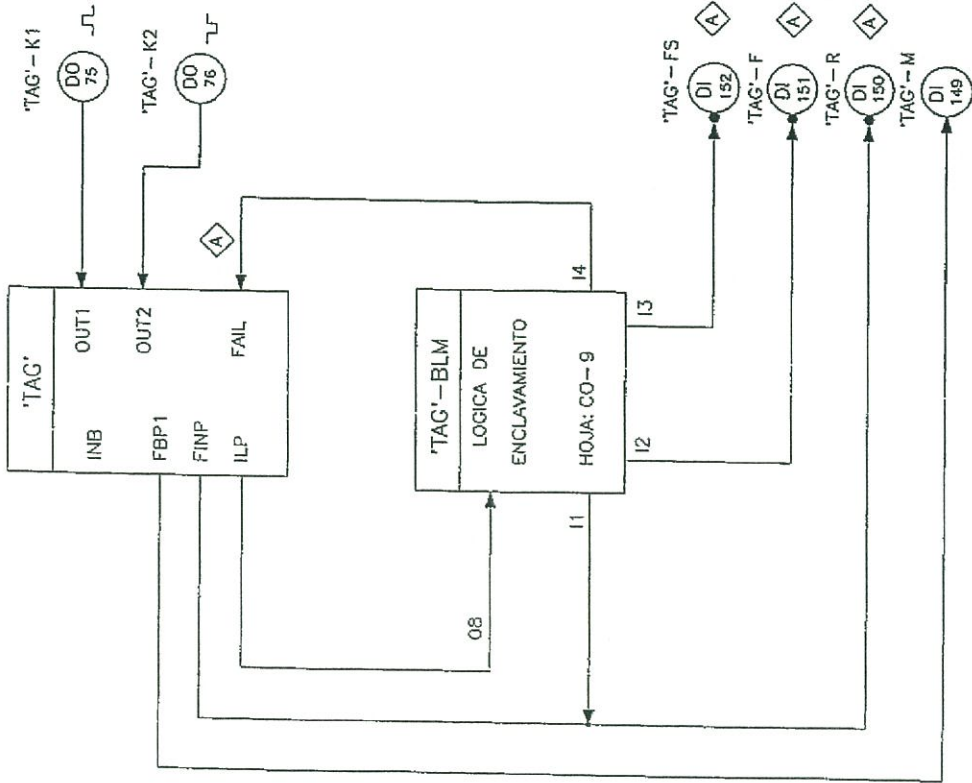 'TAG'-K1
DO
75
'TAG'-K2
DO
76
A
'TAG'
INB
OUT1
FBP1
OUT2
FINP
ILP
FAIL
'TAG'-BLM
LOGICA DE
ENCLAVAMIENTO
HOJA: CO-9
I4
I3
I2
I1
O8
'TAG'-FS
DI
152
A
'TAG'-F
DI
151
A
'TAG'-R
DI
150
A
'TAG'-M
DI
149